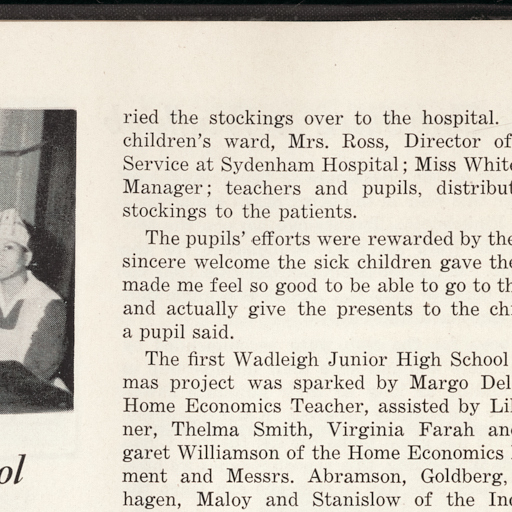 ried the stockings over to the hospital.
children's ward, Mrs. Ross, Director of
Service at Sydenham Hospital; Miss White
Manager; teachers and pupils, distribut
stockings to the patients.
The pupils' efforts were rewarded by the
sincere welcome the sick children gave the
made me feel so good to be able to go to th
and actually give the presents to the chi
a pupil said.
The first Wadleigh Junior High School
mas project was sparked by Margo Del
Home Economics Teacher, assisted by Lil
ner, Thelma Smith, Virginia Farah and
garet Williamson of the Home Economics
ment and Messrs. Abramson, Goldberg,
hagen, Maloy and Stanislow of the Ind
ol